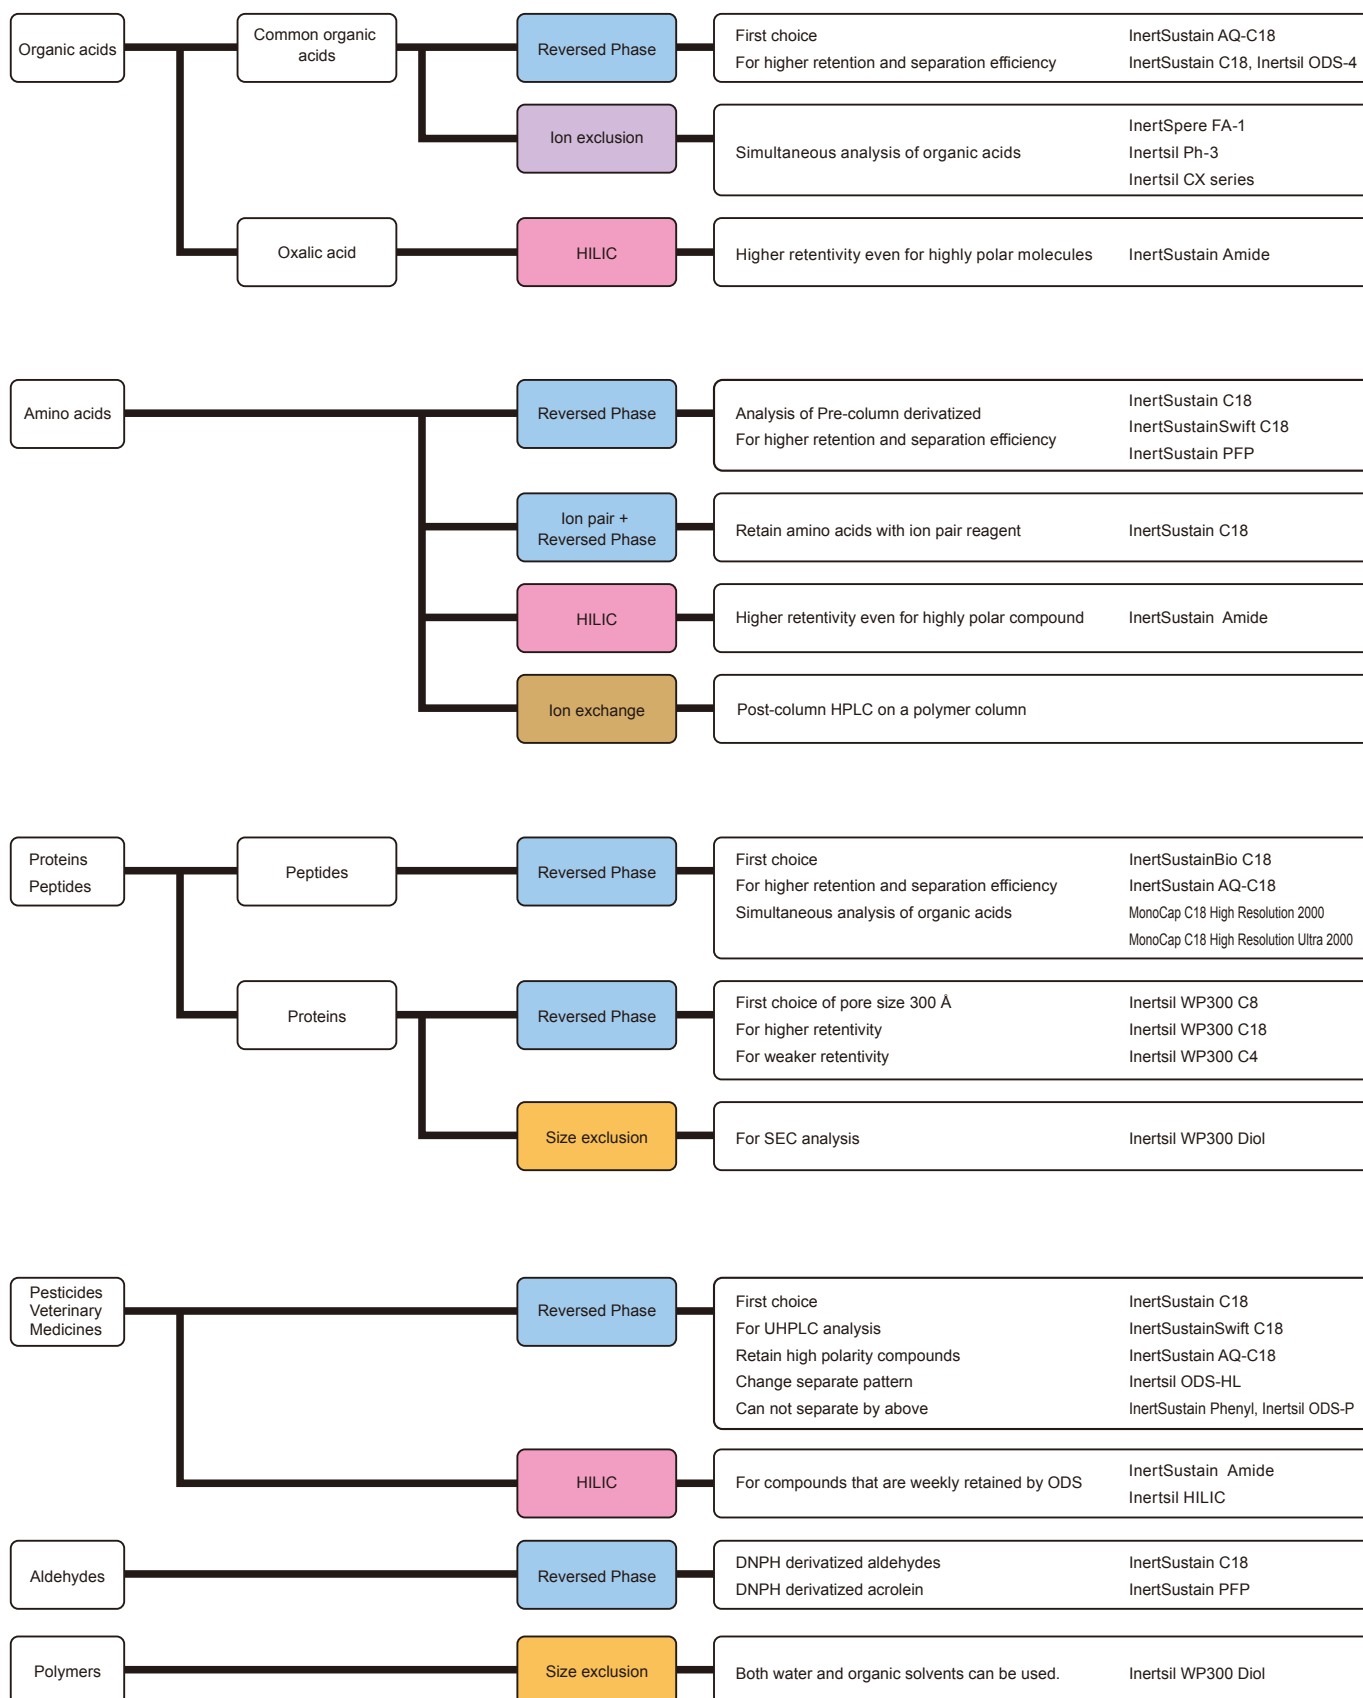 Organic acids
Common organic
acids
Reversed Phase
First choice InertSustain AQ-C18
For higher retention and separation efficiency InertSustain C18, Inertsil ODS-4
Ion exclusion
Simultaneous analysis of organic acids
InertSpere FA-1
Inertsil Ph-3
Inertsil CX series
Oxalic acid
HILIC
Higher retentivity even for highly polar molecules InertSustain Amide
Amino acids
Reversed Phase
Analysis of Pre-column derivatized
For higher retention and separation efficiency
InertSustain C18
InertSustainSwift C18
InertSustain PFP
Ion pair +
Reversed Phase
Retain amino acids with ion pair reagent InertSustain C18
HILIC
Higher retentivity even for highly polar compound InertSustain Amide
Ion exchange
Post-column HPLC on a polymer column
Proteins
Peptides
Peptides
Reversed Phase
First choice InertSustainBio C18
For higher retention and separation efficiency InertSustain AQ-C18
Simultaneous analysis of organic acids MonoCap C18 High Resolution 2000
MonoCap C18 High Resolution Ultra 2000
Proteins
Reversed Phase
First choice of pore size 300 Å Inertsil WP300 C8
For higher retentivity Inertsil WP300 C18
For weaker retentivity Inertsil WP300 C4
Size exclusion
For SEC analysis Inertsil WP300 Diol
Pesticides
Veterinary
Medicines
Reversed Phase
First choice InertSustain C18
For UHPLC analysis InertSustainSwift C18
Retain high polarity compounds InertSustain AQ-C18
Change separate pattern Inertsil ODS-HL
Can not separate by above InertSustain Phenyl, Inertsil ODS-P
HILIC
For compounds that are weekly retained by ODS
InertSustain Amide
Inertsil HILIC
Aldehydes
Reversed Phase
DNPH derivatized aldehydes InertSustain C18
DNPH derivatized acrolein InertSustain PFP
Polymers
Size exclusion
Both water and organic solvents can be used. Inertsil WP300 Diol